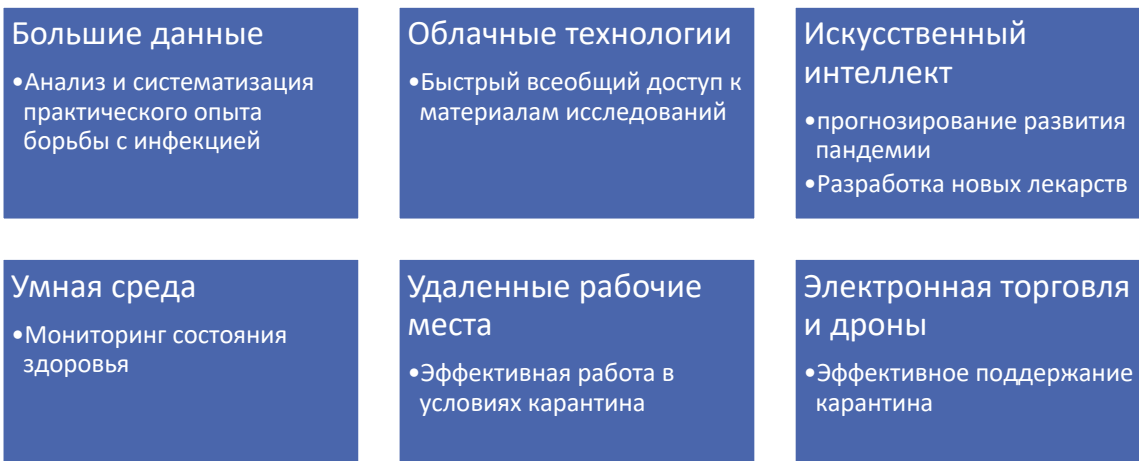 Большие данные
•Анализ и систематизация
практического опыта
борьбы с инфекцией
Облачные технологии
•Быстрый всеобщий доступ к
материалам исследований
Искусственный
интеллект
•прогнозирование развития
пандемии
•Разработка новых лекарств
Умная среда
•Мониторинг состояния
здоровья
Удаленные рабочие
места
•Эффективная работа в
условиях карантина
Электронная торговля
и дроны
•Эффективное поддержание
карантина